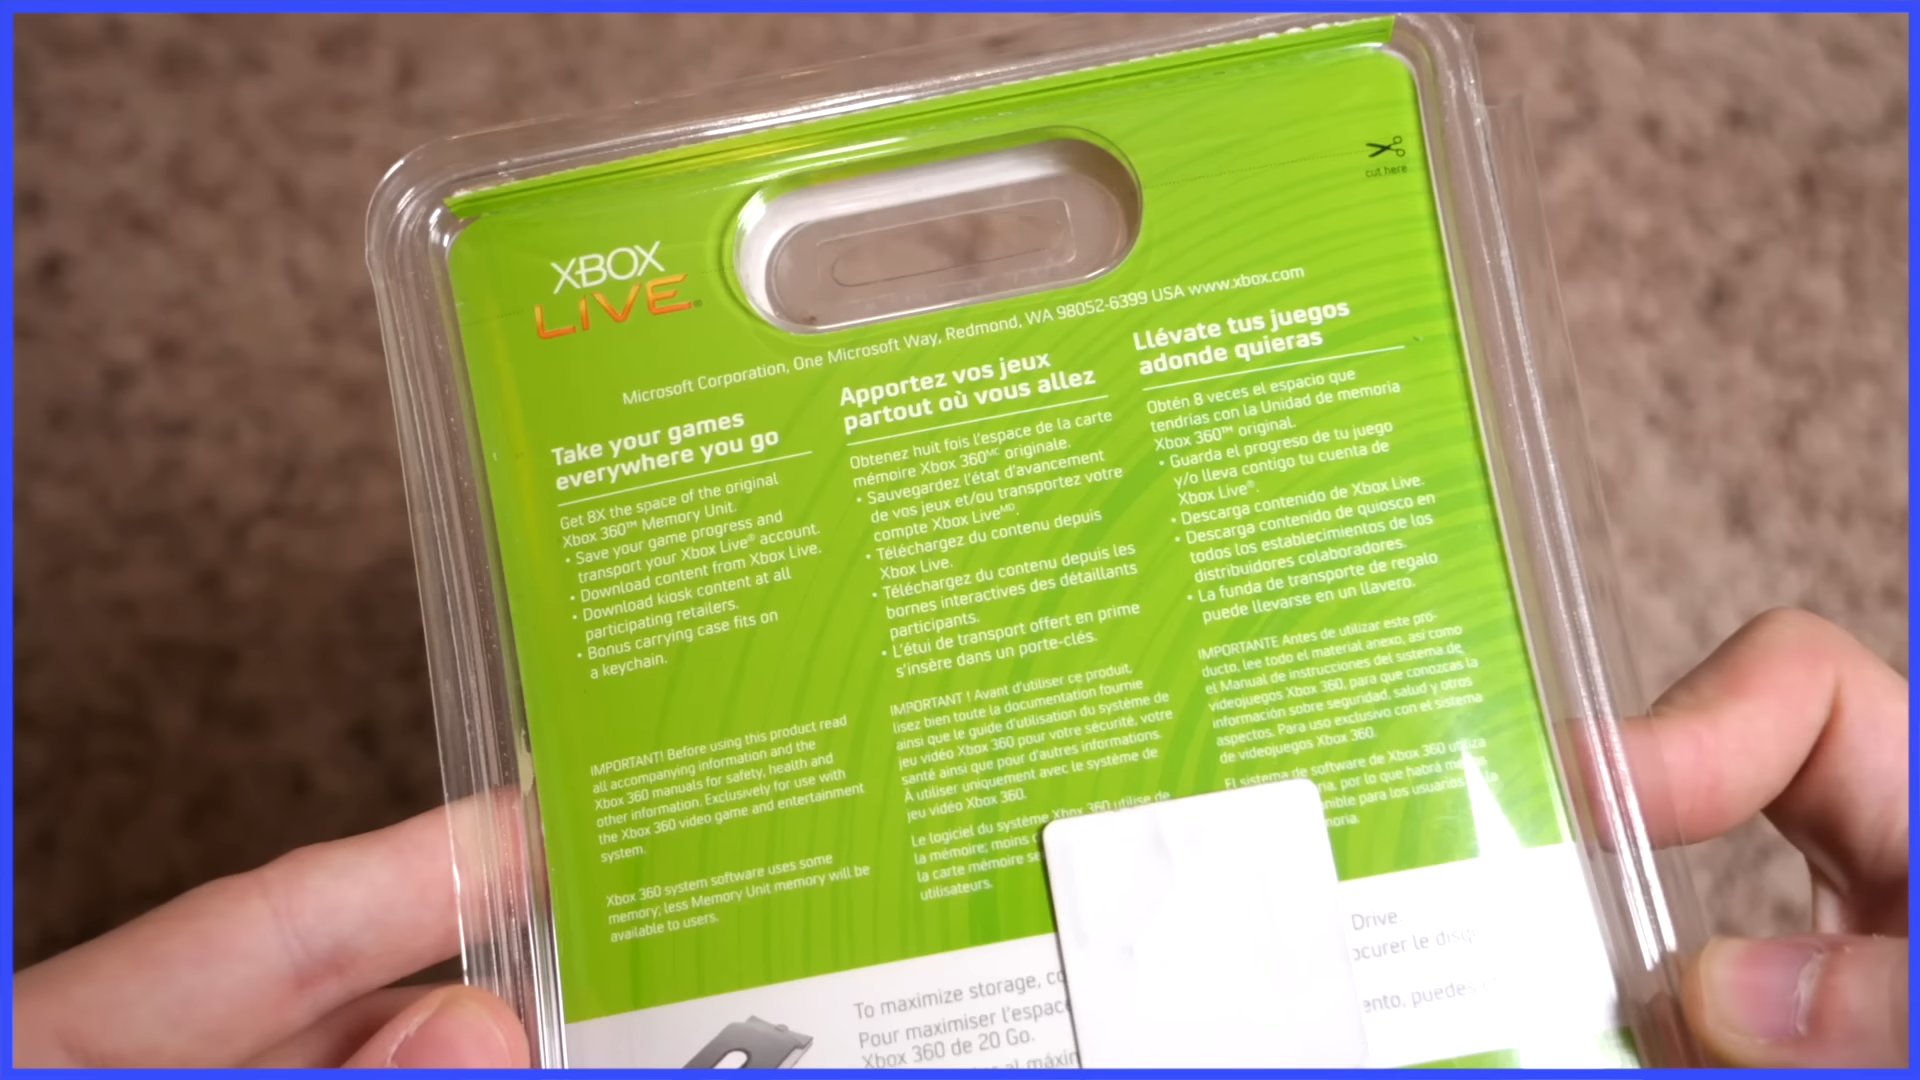 cut here
XBOX
LIVE®
Microsoft Corporation, One Microsoft Way, Redmond, WA 98052-6399 USA www.xbox.com
Take your games
everywhere you go
Get 8X the space of the original
Xbox 360™ Memory Unit.
• Save your game progress and
transport your Xbox Live® account.
• Download content from Xbox Live.
• Download kiosk content at all
participating retailers.
• Bonus carrying case fits on
a keychain.
IMPORTANT! Before using this product read
all accompanying information and the
Xbox 360 manuals for safety, health and
other information. Exclusively for use with
the Xbox 360 video game and entertainment
system.
Xbox 360 system software uses some
memory; less Memory Unit memory will be
available to users.
Apportez vos jeux
partout où vous allez
Obtenez huit fois l'espace de la carte
mémoire Xbox 360MC originale.
• Sauvegardez l'état d'avancement
de vos jeux et/ou transportez votre
compte Xbox LiveMD.
• Téléchargez du contenu depuis
Xbox Live.
• Téléchargez du contenu depuis les
bornes interactives des détaillants
participants.
• L'étui de transport offert en prime
s'insère dans un porte-clés.
IMPORTANT ! Avant d'utiliser ce produit,
lisez bien toute la documentation fournie
ainsi que le guide d'utilisation du système de
jeu vidéo Xbox 360 pour votre sécurité, votre
santé ainsi que pour d'autres informations.
À utiliser uniquement avec le système de
jeu vidéo Xbox 360.
Le logiciel du système Xbox 360 utilise de
la mémoire; moins
la carte mémoire
utilisateurs.
Llévate tus juegos
adonde quieras
Obtén 8 veces el espacio que
tendrías con la Unidad de memoria
Xbox 360™ original.
• Guarda el progreso de tu juego
y/o lleva contigo tu cuenta de
Xbox Live®.
• Descarga contenido de Xbox Live.
• Descarga contenido de quiosco en
todos los establecimientos de los
distribuidores colaboradores.
• La funda de transporte de regalo
puede llevarse en un llavero.
IMPORTANTE Antes de utilizar este pro-
ducto, lee todo el material anexo, así como
el Manual de instrucciones del sistema de
videojuegos Xbox 360, para que conozcas la
información sobre seguridad, salud y otros
aspectos. Para uso exclusivo con el sistema
de videojuegos Xbox 360.
El sistema de software de Xbox 360 utiliza
por lo que habrá
para los usuarios
To maximize storage,
Drive.
Pour maximiser l'espace
le
Xbox 360 de 20 Go.
puedes